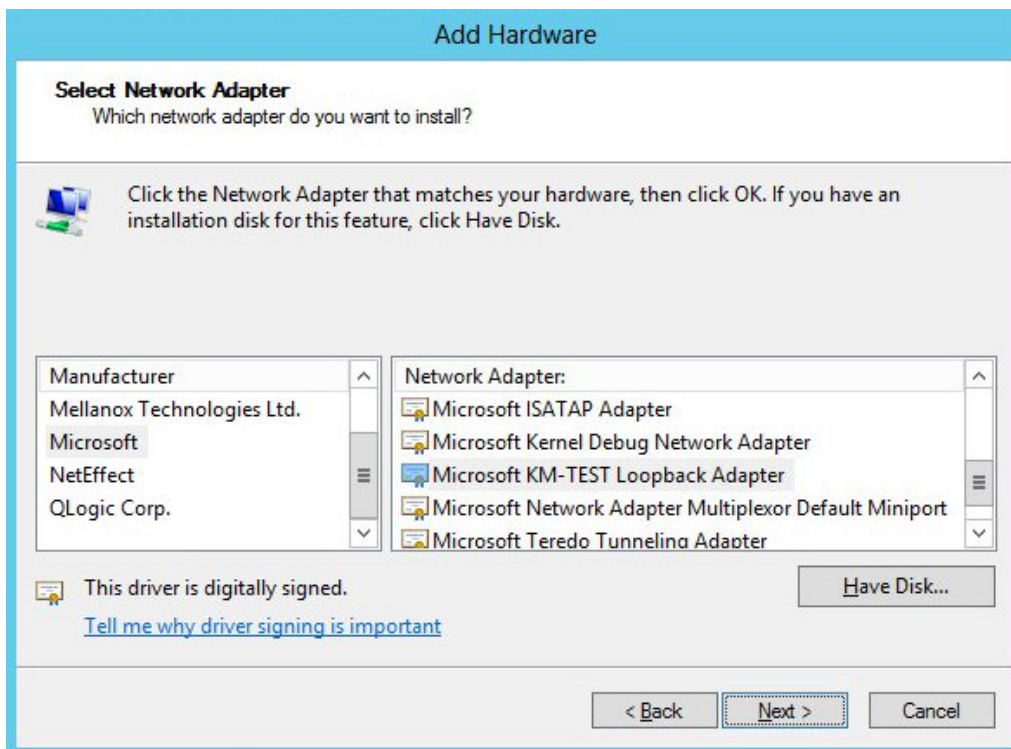 Add Hardware
Select Network Adapter
Which network adapter do you want to install?
Click the Network Adapter that matches your hardware, then click OK. If you have an
installation disk for this feature, click Have Disk.
Manufacturer
Mellanox Technologies Ltd.
Microsoft
NetEffect
QLogic Corp.
Network Adapter:
Microsoft ISATAP Adapter
Microsoft Kernel Debug Network Adapter
Microsoft KM-TEST Loopback Adapter
Microsoft Network Adapter Multiplexor Default Miniport
Microsoft Teredo Tunneling Adapter
This driver is digitally signed.
Have Disk...
Tell me why driver signing is important
< Back
Next >
Cancel